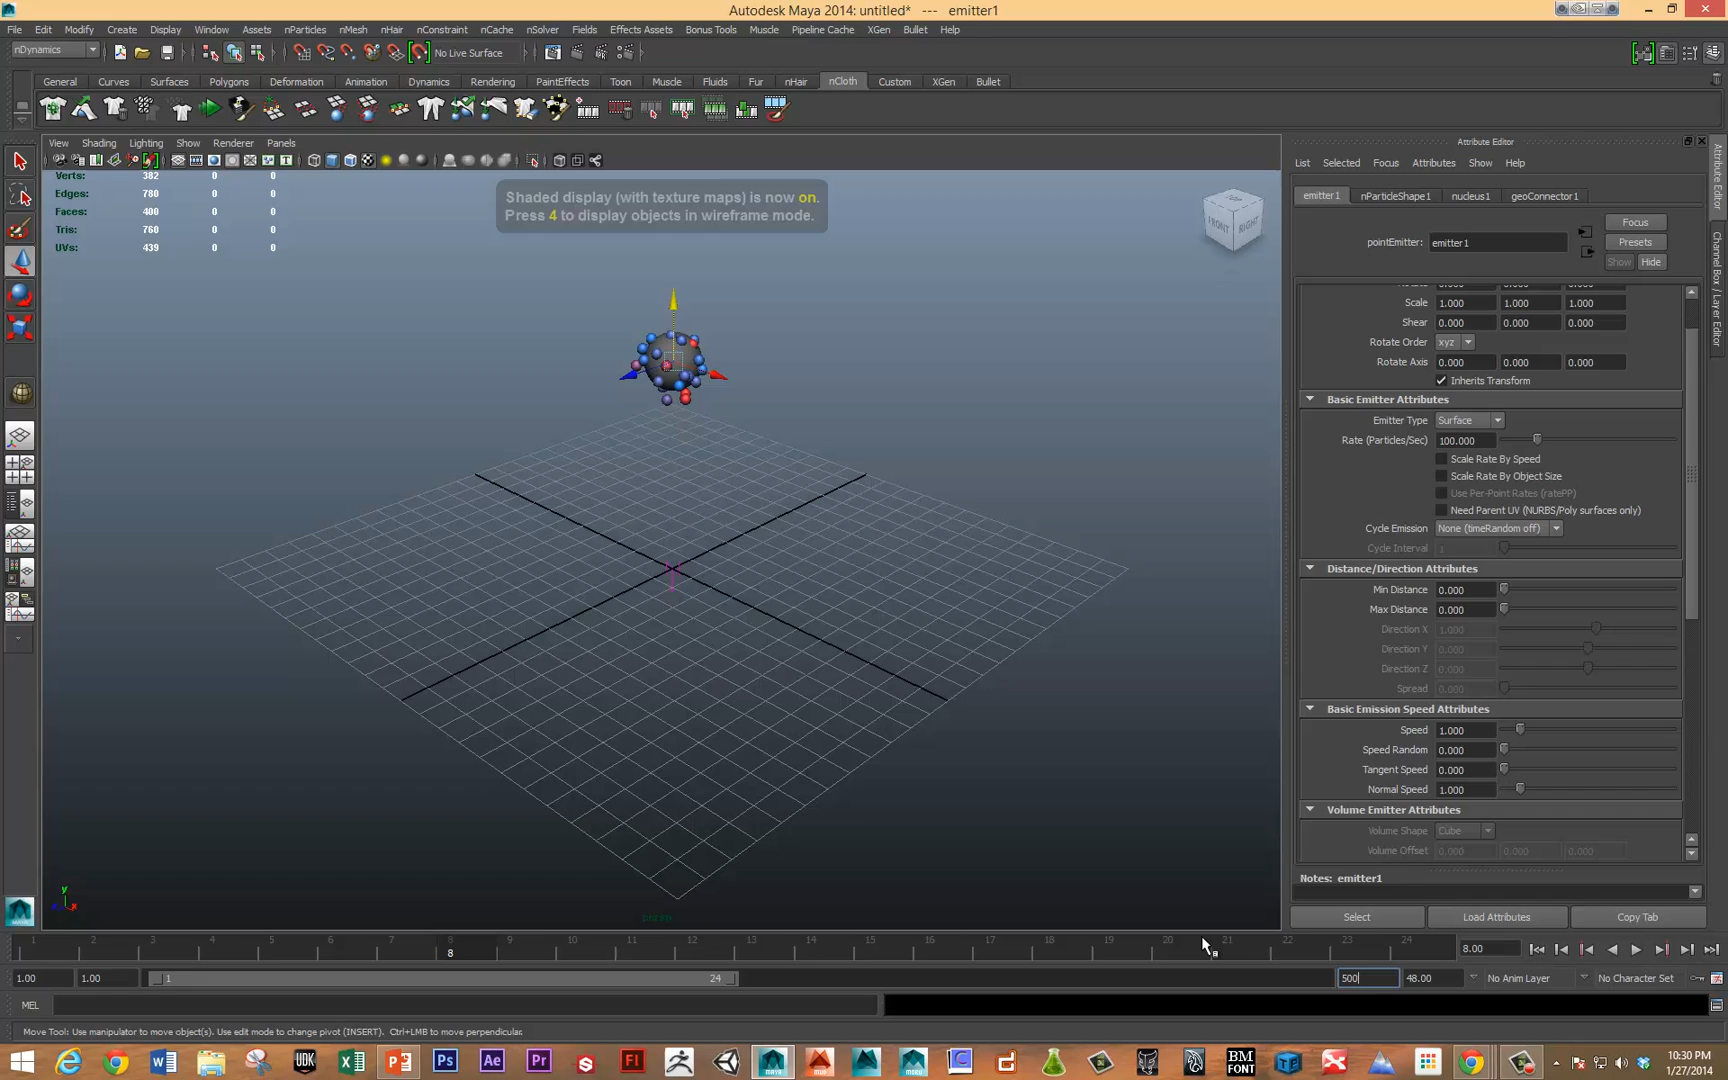 Autodesk Maya 2014: untitled* --- emitter1
File Edit Modify Create Display Window Assets nParticles nMesh nHair nConstraint nCache nSolver Fields Effects Assets Bonus Tools Muscle Pipeline Cache XGen Bullet Help
nDynamics No Live Surface
General Curves Surfaces Polygons Deformation Animation Dynamics Rendering PaintEffects Toon Muscle Fluids Fur nHair nCloth Custom XGen Bullet
View Shading Lighting Show Renderer Panels
Verts: 382 0 0
Edges: 780 0 0
Faces: 400 0 0
Tris: 760 0 0
UVs: 439 0 0
Shaded display (with texture maps) is now on.
Press 4 to display objects in wireframe mode.
FRONT RIGHT
persp
y
Attribute Editor
List Selected Focus Attributes Show Help
emitter1 nParticleShape1 nucleus1 geoConnector1
Focus
pointEmitter: emitter1 Presets
Show Hide
Scale 1.000 1.000 1.000
Shear 0.000 0.000 0.000
Rotate Order xyz
Rotate Axis 0.000 0.000 0.000
Inherits Transform
Basic Emitter Attributes
Emitter Type Surface
Rate (Particles/Sec) 100.000
Scale Rate By Speed
Scale Rate By Object Size
Use Per-Point Rates (ratePP)
Need Parent UV (NURBS/Poly surfaces only)
Cycle Emission None (timeRandom off)
Cycle Interval 1
Distance/Direction Attributes
Min Distance 0.000
Max Distance 0.000
Direction X 1.000
Direction Y 0.000
Direction Z 0.000
Spread 0.000
Basic Emission Speed Attributes
Speed 1.000
Speed Random 0.000
Tangent Speed 0.000
Normal Speed 1.000
Volume Emitter Attributes
Volume Shape Cube
Volume Offset 0.000 0.000 0.000
Notes: emitter1
Select Load Attributes Copy Tab
Attribute Editor
Channel Box / Layer Editor
1 2 3 4 5 6 7 8 9 10 11 12 13 14 15 16 17 18 19 20 21 22 23 24 8.00
8
1.00 1.00 1 24 500 48.00 No Anim Layer No Character Set
MEL
Move Tool: Use manipulator to move object(s). Use edit mode to change pivot (INSERT). Ctrl+LMB to move perpendicular.
UDK Ps Ae Pr Fl BM FONT
10:30 PM
1/27/2014